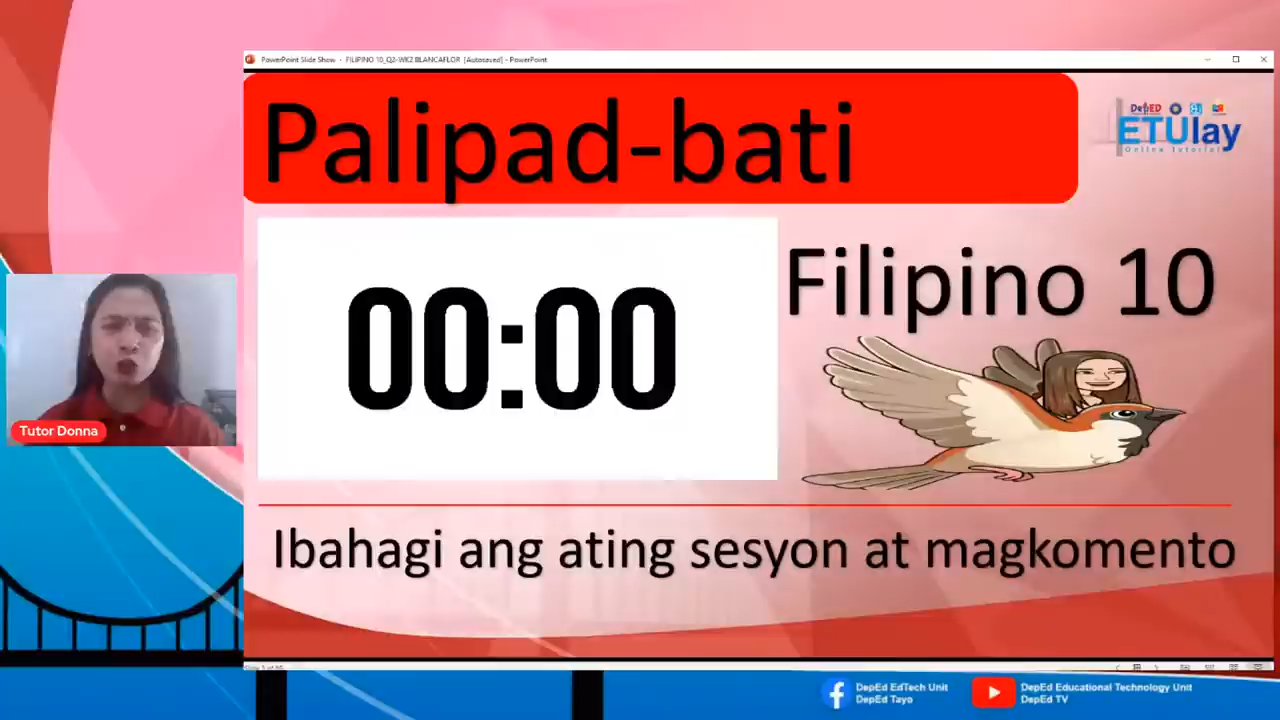 PowerPoint Slide Show - FILIPINO 10_Q2-WK2 BLANCAFLOR [Autosaved] - PowerPoint
Palipad-bati
DepED
ETUlay
Online Tutorial
00:00
Filipino 10
Tutor Donna
Ibahagi ang ating sesyon at magkomento
DepEd EdTech Unit
DepEd Tayo
DepEd Educational Technology Unit
DepEd TV